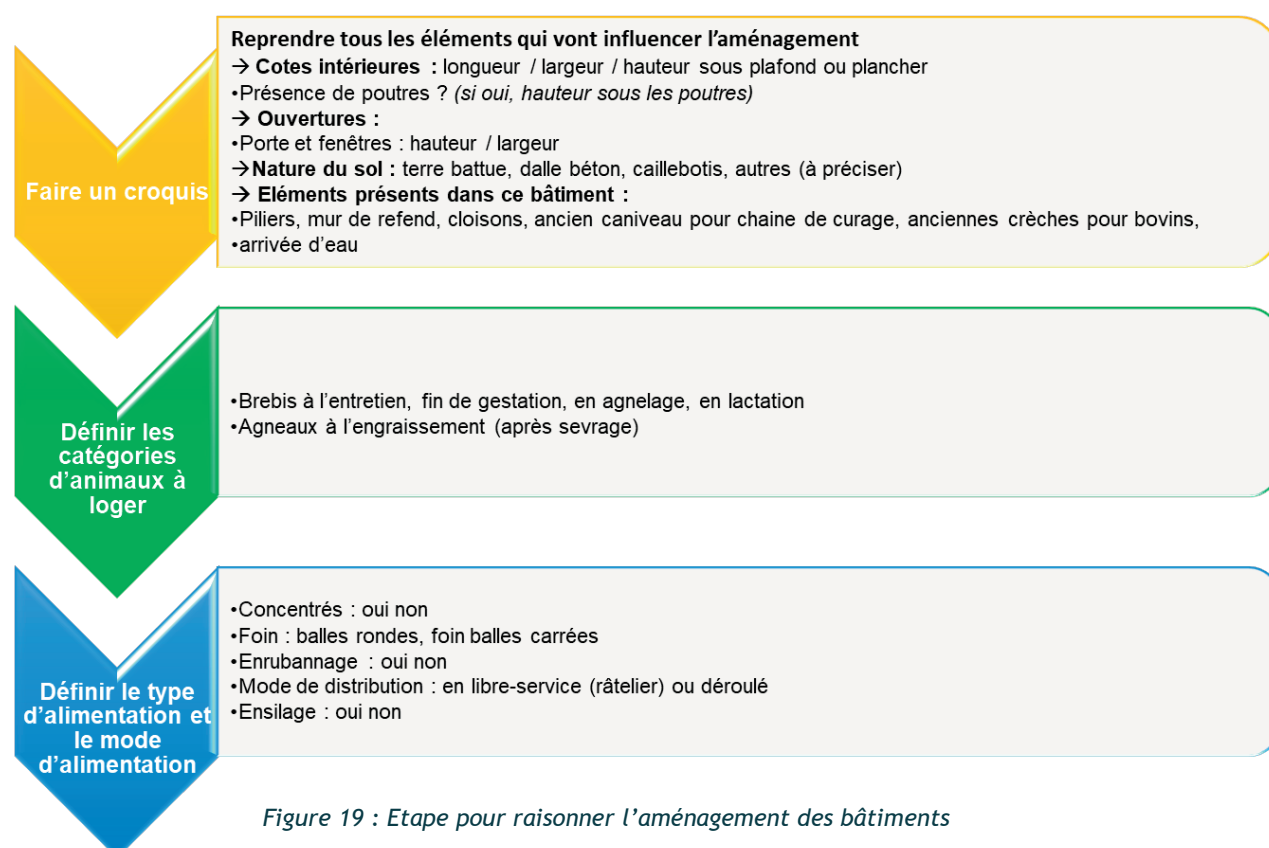 Reprendre tous les éléments qui vont influencer l’aménagement
→ Cotes intérieures : longueur / largeur / hauteur sous plafond ou plancher
•Présence de poutres ? (si oui, hauteur sous les poutres)
→ Ouvertures :
•Porte et fenêtres : hauteur / largeur
→Nature du sol : terre battue, dalle béton, caillebotis, autres (à préciser)
→ Eléments présents dans ce bâtiment :
•Piliers, mur de refend, cloisons, ancien caniveau pour chaine de curage, anciennes crèches pour bovins,
•arrivée d’eau
Faire un croquis
•Brebis à l’entretien, fin de gestation, en agnelage, en lactation
•Agneaux à l’engraissement (après sevrage)
Définir les
catégories
d’animaux à
loger
•Concentrés : oui non
•Foin : balles rondes, foin balles carrées
•Enrubannage : oui non
•Mode de distribution : en libre-service (râtelier) ou déroulé
•Ensilage : oui non
Définir le type
d’alimentation et
le mode
d’alimentation
Figure 19 : Etape pour raisonner l’aménagement des bâtiments